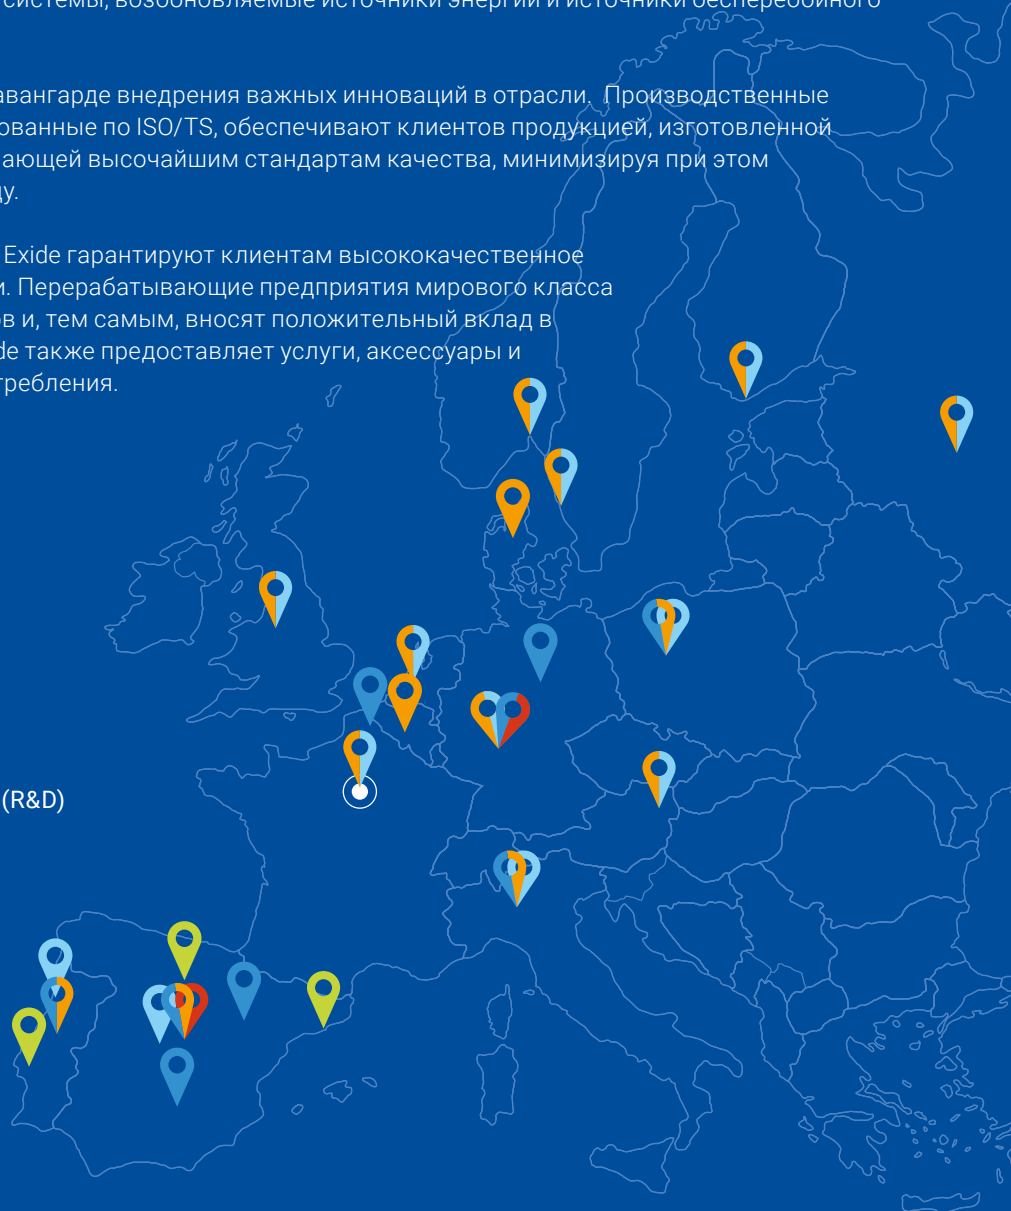 системы, возобновляемые источники энергии и источники бесперебойного
авангарде внедрения важных инноваций в отрасли. Производственные
ованные по ISO/TS, обеспечивают клиентов продукцией, изготовленной
ающей высочайшим стандартам качества, минимизируя при этом
ду.
Exide гарантируют клиентам высококачественное
и. Перерабатывающие предприятия мирового класса
ов и, тем самым, вносят положительный вклад в
de также предоставляет услуги, аксессуары и
требления.
(R&D)